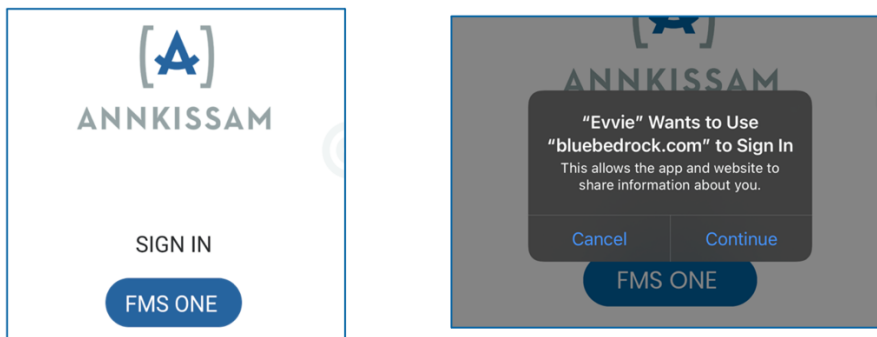 ANNKISSAM
SIGN IN
FMS ONE
ANNKISSAM
“Evvie” Wants to Use
“bluebedrock.com” to Sign In
This allows the app and website to
share information about you.
Cancel Continue
FMS ONE